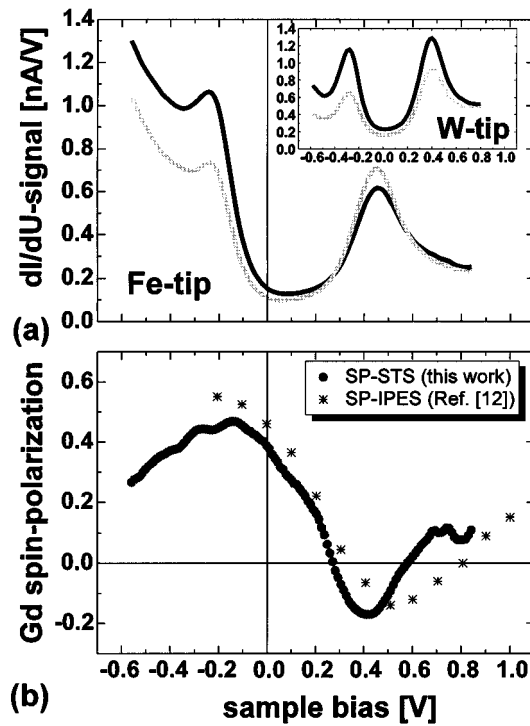 (a)
dI/dU-signal [nA/V]
1.4
1.2
1.0
0.8
0.6
0.4
0.2
0.0
Fe-tip
1.4
1.2
1.0
0.8
0.6
0.4
0.2
0.0
W-tip
-0.6 -0.4 -0.2 0.0 0.2 0.4 0.6 0.8 1.0
(b)
Gd spin-polarization
0.6
0.4
0.2
0.0
-0.2
SP-STS (this work)
SP-IPES (Ref. [12])
-0.6 -0.4 -0.2 0.0 0.2 0.4 0.6 0.8 1.0
sample bias [V]